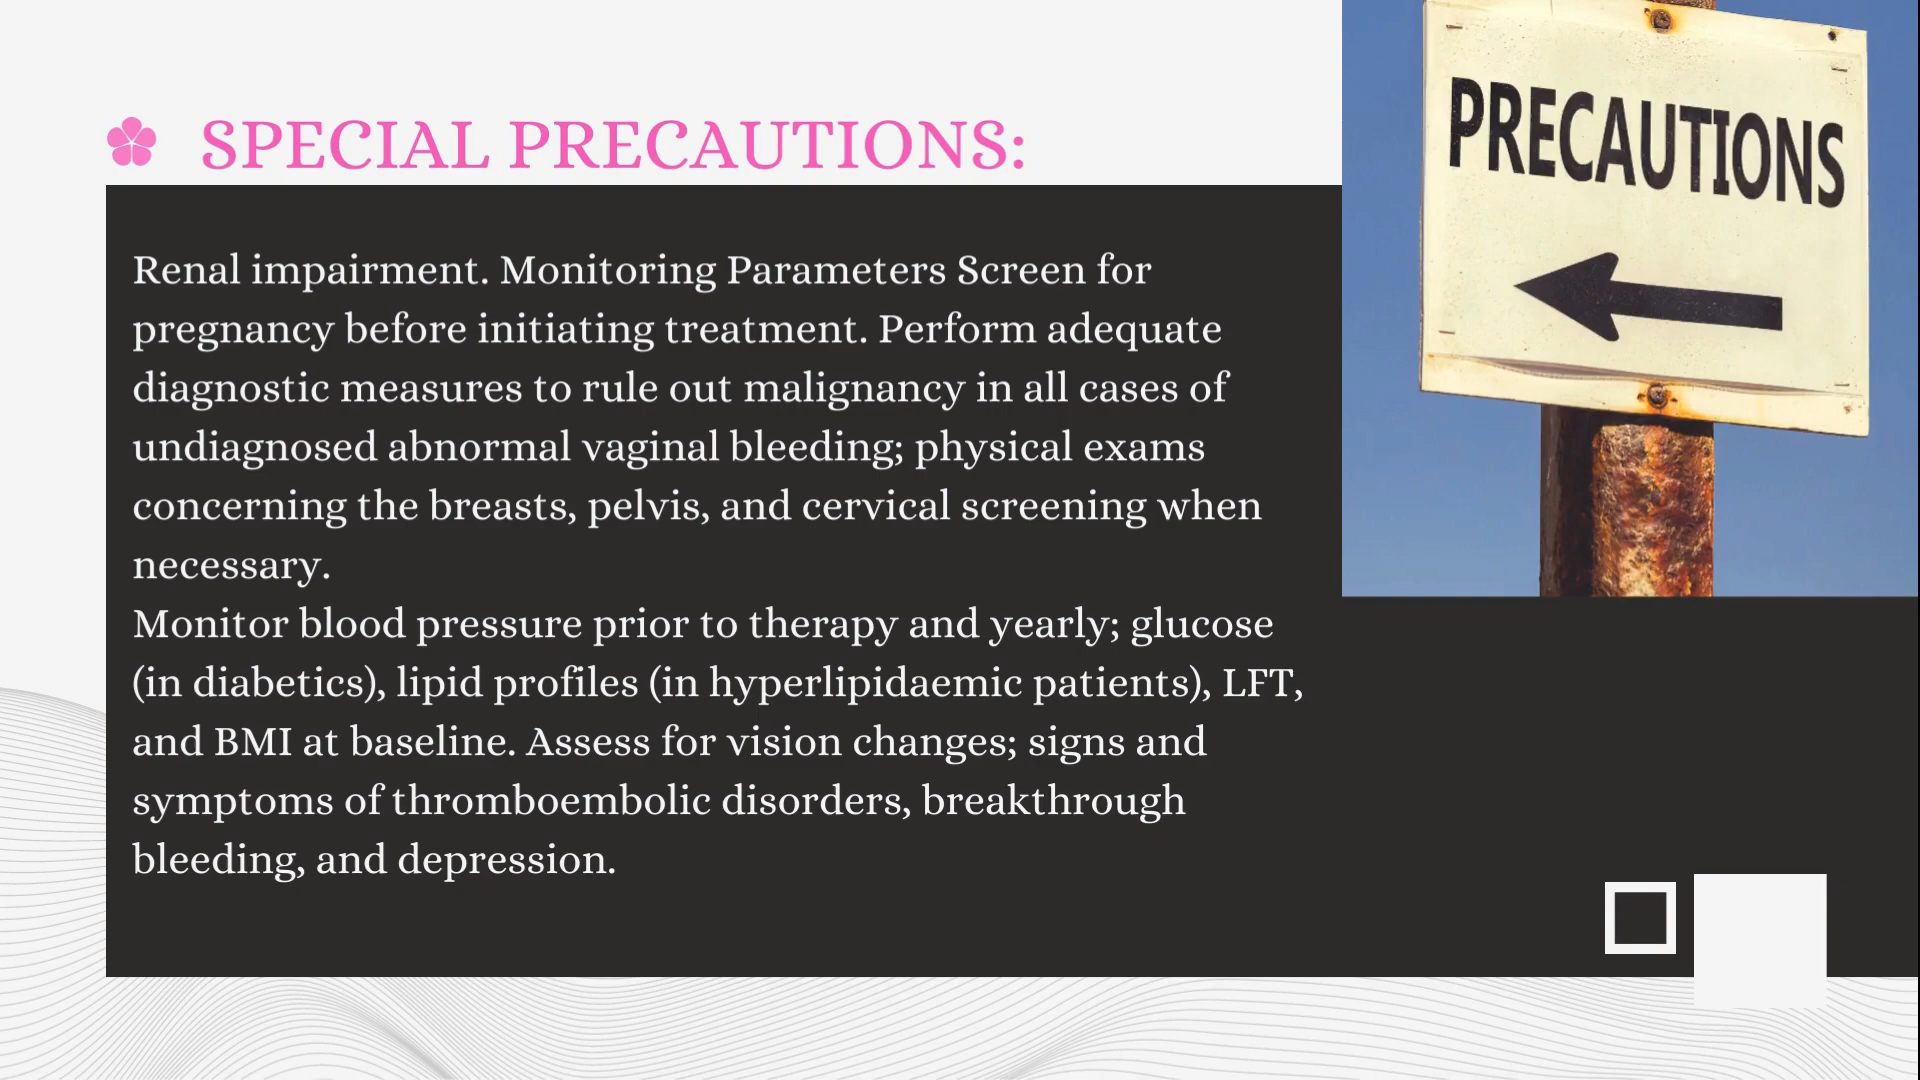 SPECIAL PRECAUTIONS:
PRECAUTIONS
Renal impairment. Monitoring Parameters Screen for
pregnancy before initiating treatment. Perform adequate
diagnostic measures to rule out malignancy in all cases of
undiagnosed abnormal vaginal bleeding; physical exams
concerning the breasts, pelvis, and cervical screening when
necessary.
Monitor blood pressure prior to therapy and yearly; glucose
(in diabetics), lipid profiles (in hyperlipidaemic patients), LFT,
and BMI at baseline. Assess for vision changes; signs and
symptoms of thromboembolic disorders, breakthrough
bleeding, and depression.